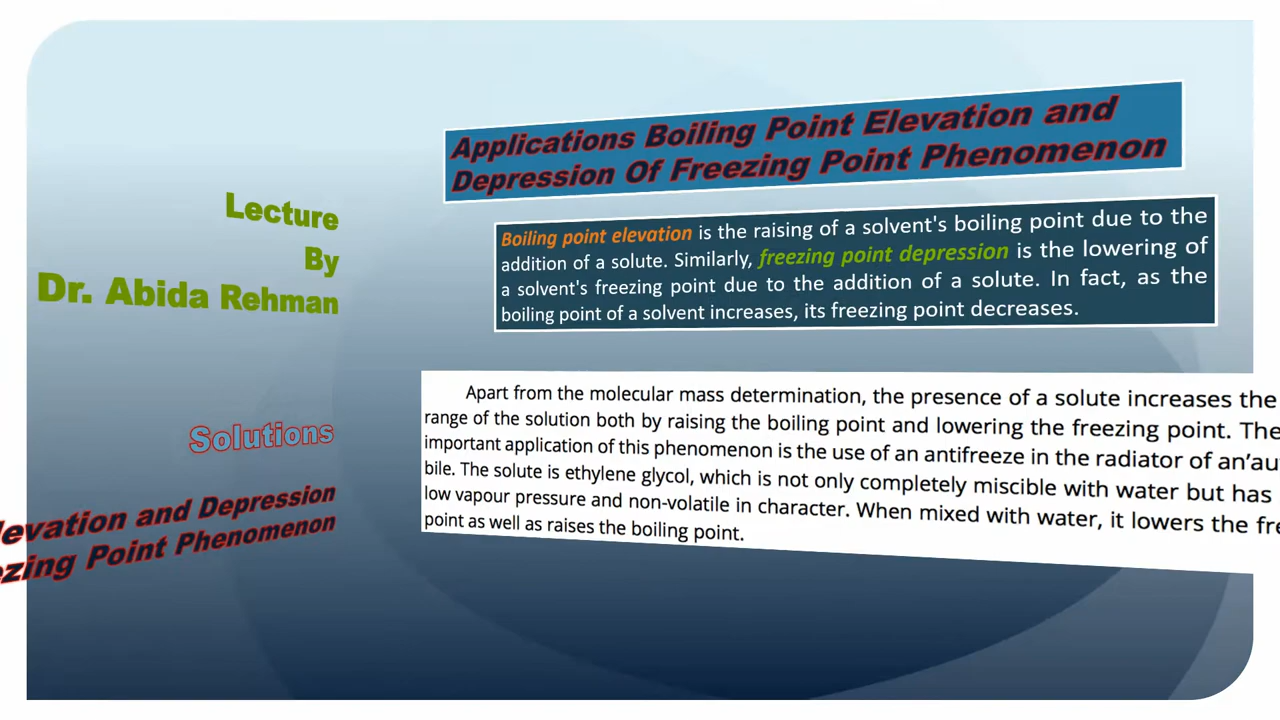 Lecture
By
Dr. Abida Rehman
Solutions
levation and Depression
ezing Point Phenomenon
Applications Boiling Point Elevation and
Depression Of Freezing Point Phenomenon
Boiling point elevation is the raising of a solvent's boiling point due to the
addition of a solute. Similarly, freezing point depression is the lowering of
a solvent's freezing point due to the addition of a solute. In fact, as the
boiling point of a solvent increases, its freezing point decreases.
Apart from the molecular mass determination, the presence of a solute increases the
range of the solution both by raising the boiling point and lowering the freezing point. The
important application of this phenomenon is the use of an antifreeze in the radiator of an'au
bile. The solute is ethylene glycol, which is not only completely miscible with water but has
low vapour pressure and non-volatile in character. When mixed with water, it lowers the fre
point as well as raises the boiling point.